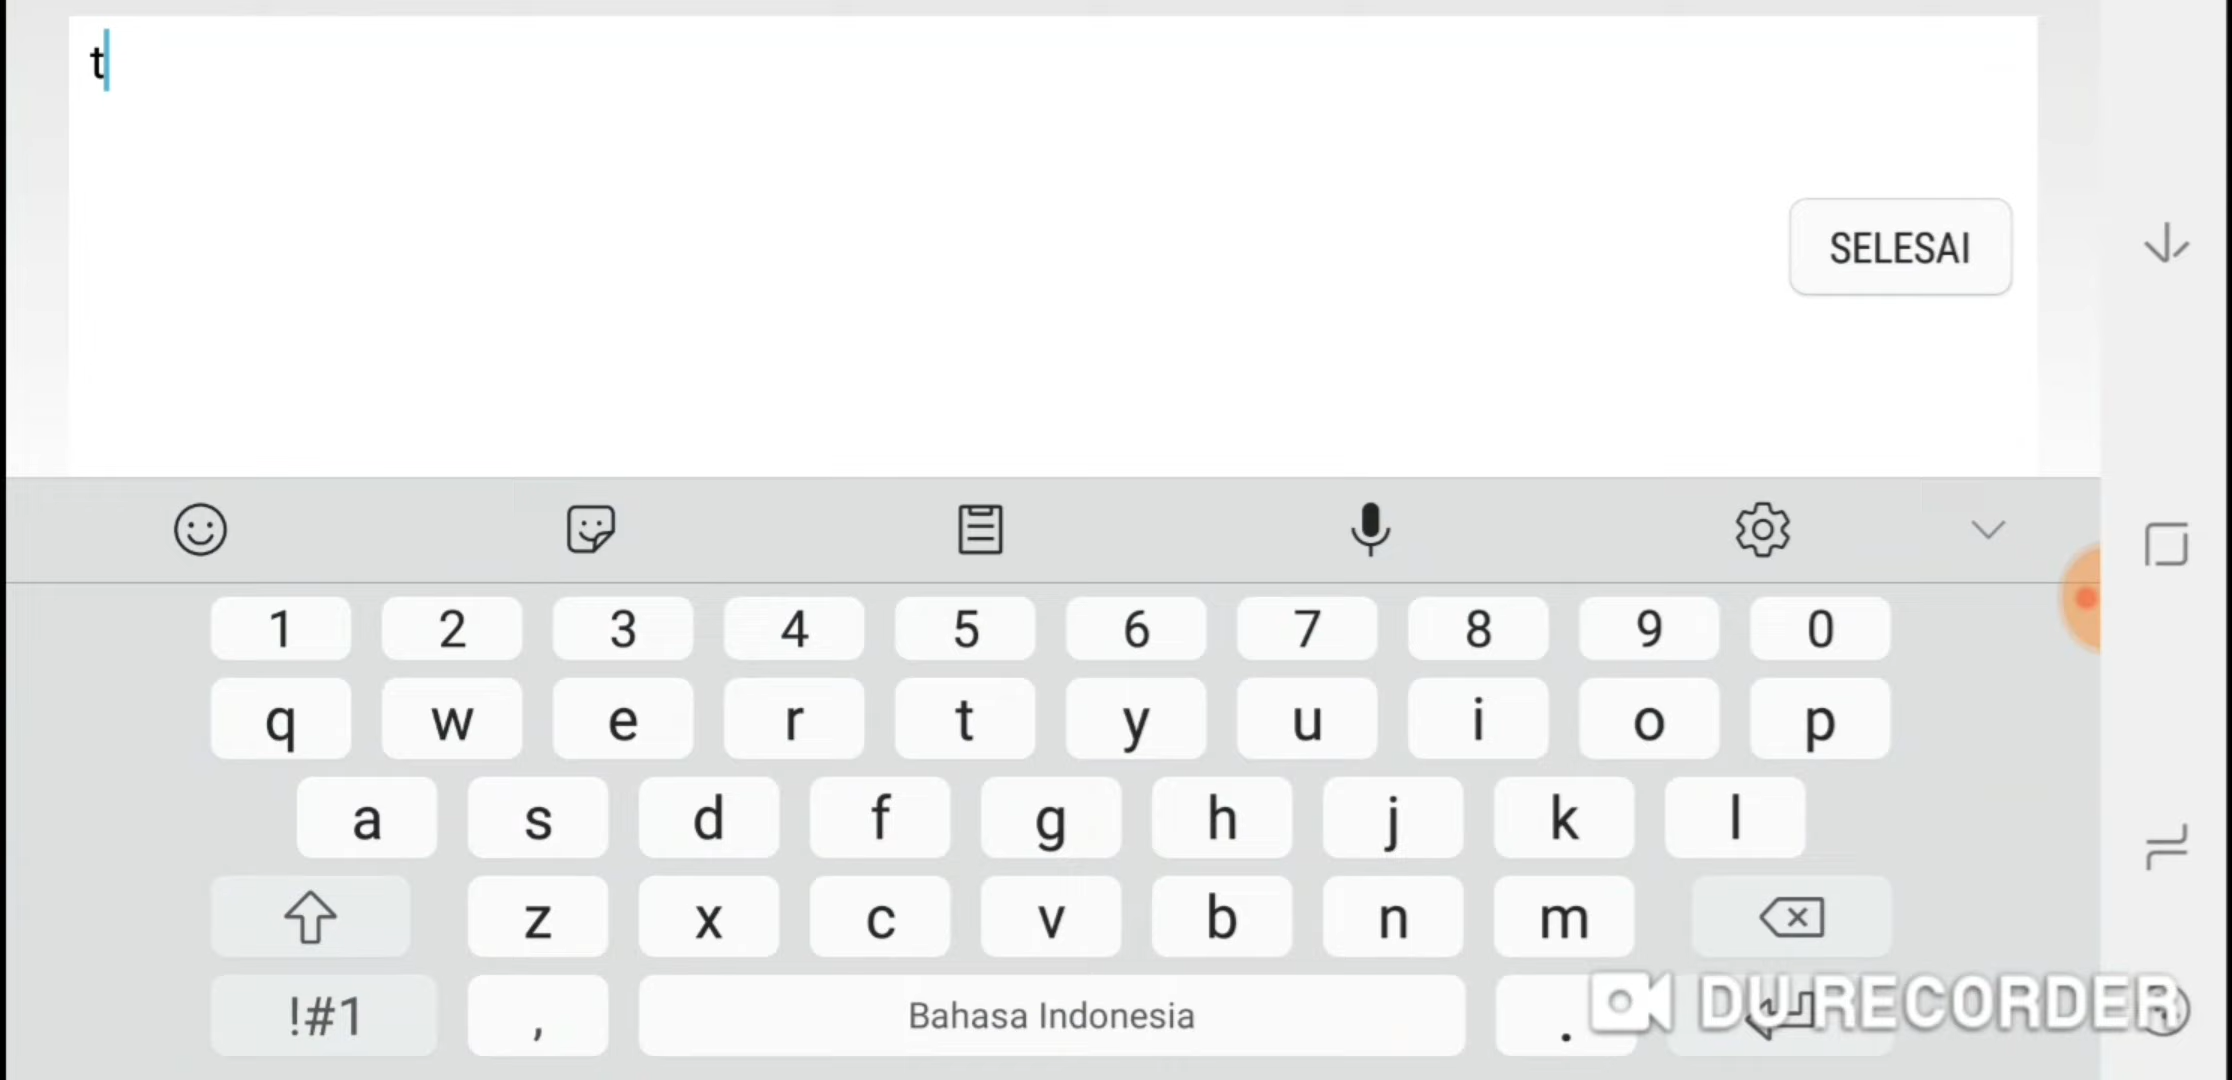 t
SELESAI
1 2 3 4 5 6 7 8 9 0
q w e r t y u i o p
a s d f g h j k l
z x c v b n m
!#1 , Bahasa Indonesia .
DU RECORDER